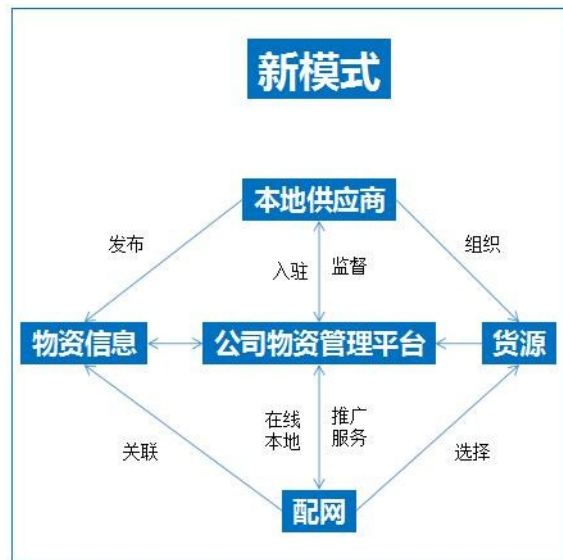 新模式
本地供应商
发布
组织
入驻
监督
物资信息
公司物资管理平台
货源
在线
本地
推广
服务
关联
选择
配网